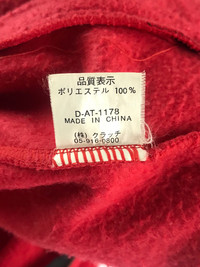 品質表示
ポリエステル 100%
D-AT-1178
MADE IN CHINA
(株) クラッチ
05-916-0800